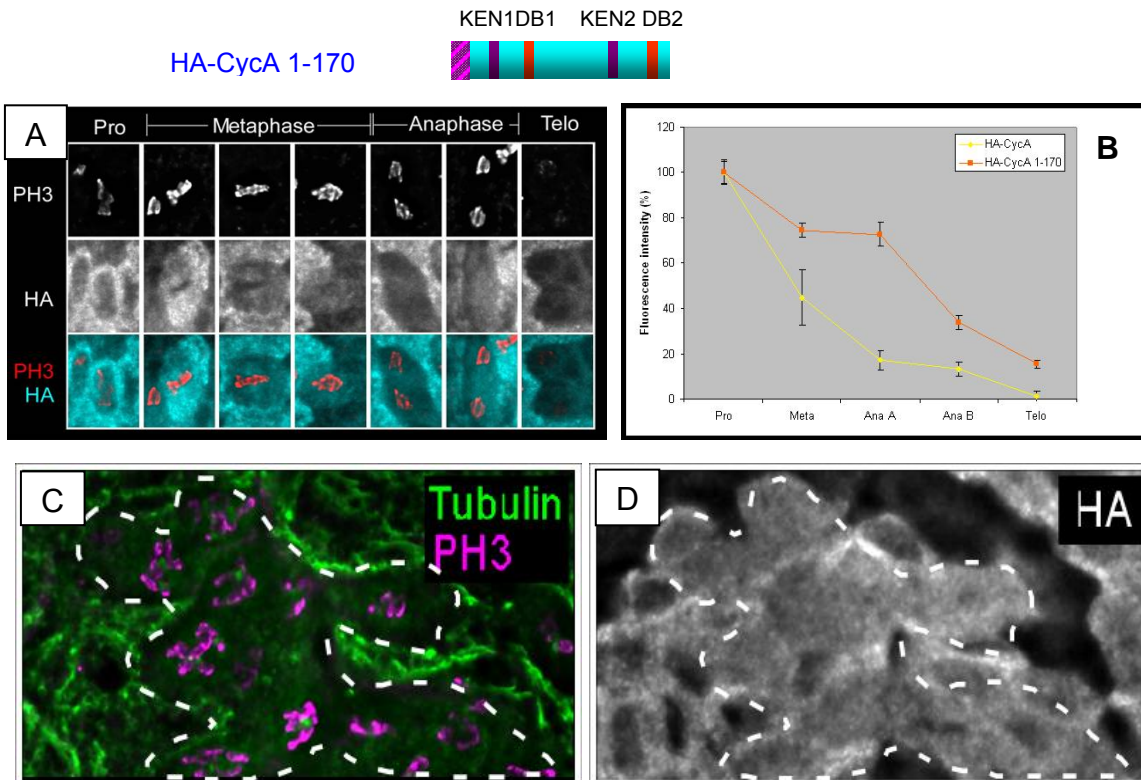 KEN1DB1 KEN2 DB2
HA-CycA 1-170
A
Pro Metaphase Anaphase Telo
PH3
HA
PH3
HA
B
120
100
80
60
40
20
0
Fluorescence intensity (%)
Pro Meta Ana A Ana B Telo
HA-CycA
HA-CycA 1-170
C
Tubulin
PH3
D
HA